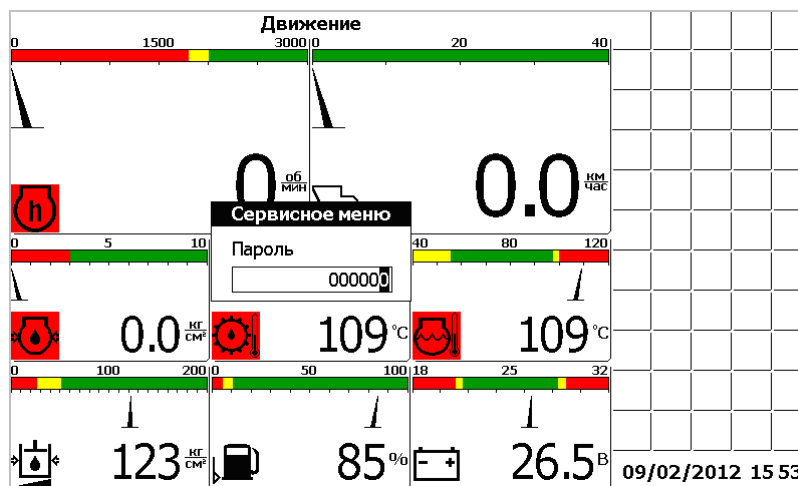 Движение
0 1500 3000 0 20 40
0 об/мин 0.0 км/час
h
Сервисное меню
Пароль
000000
0 5 10 40 80 120
0.0 кг/см² 109 °C 109 °C
0 100 200 0 50 100 18 25 32
123 кг/см² 85 % 26.5 В
09/02/2012 15 53